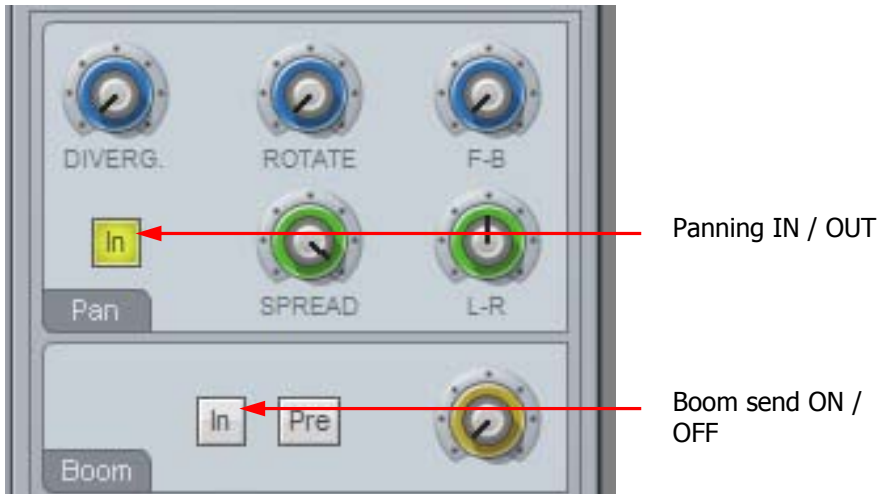 DIVERG. ROTATE F-B
In
Panning IN / OUT
SPREAD L-R
Pan
In Pre
Boom send ON /
OFF
Boom